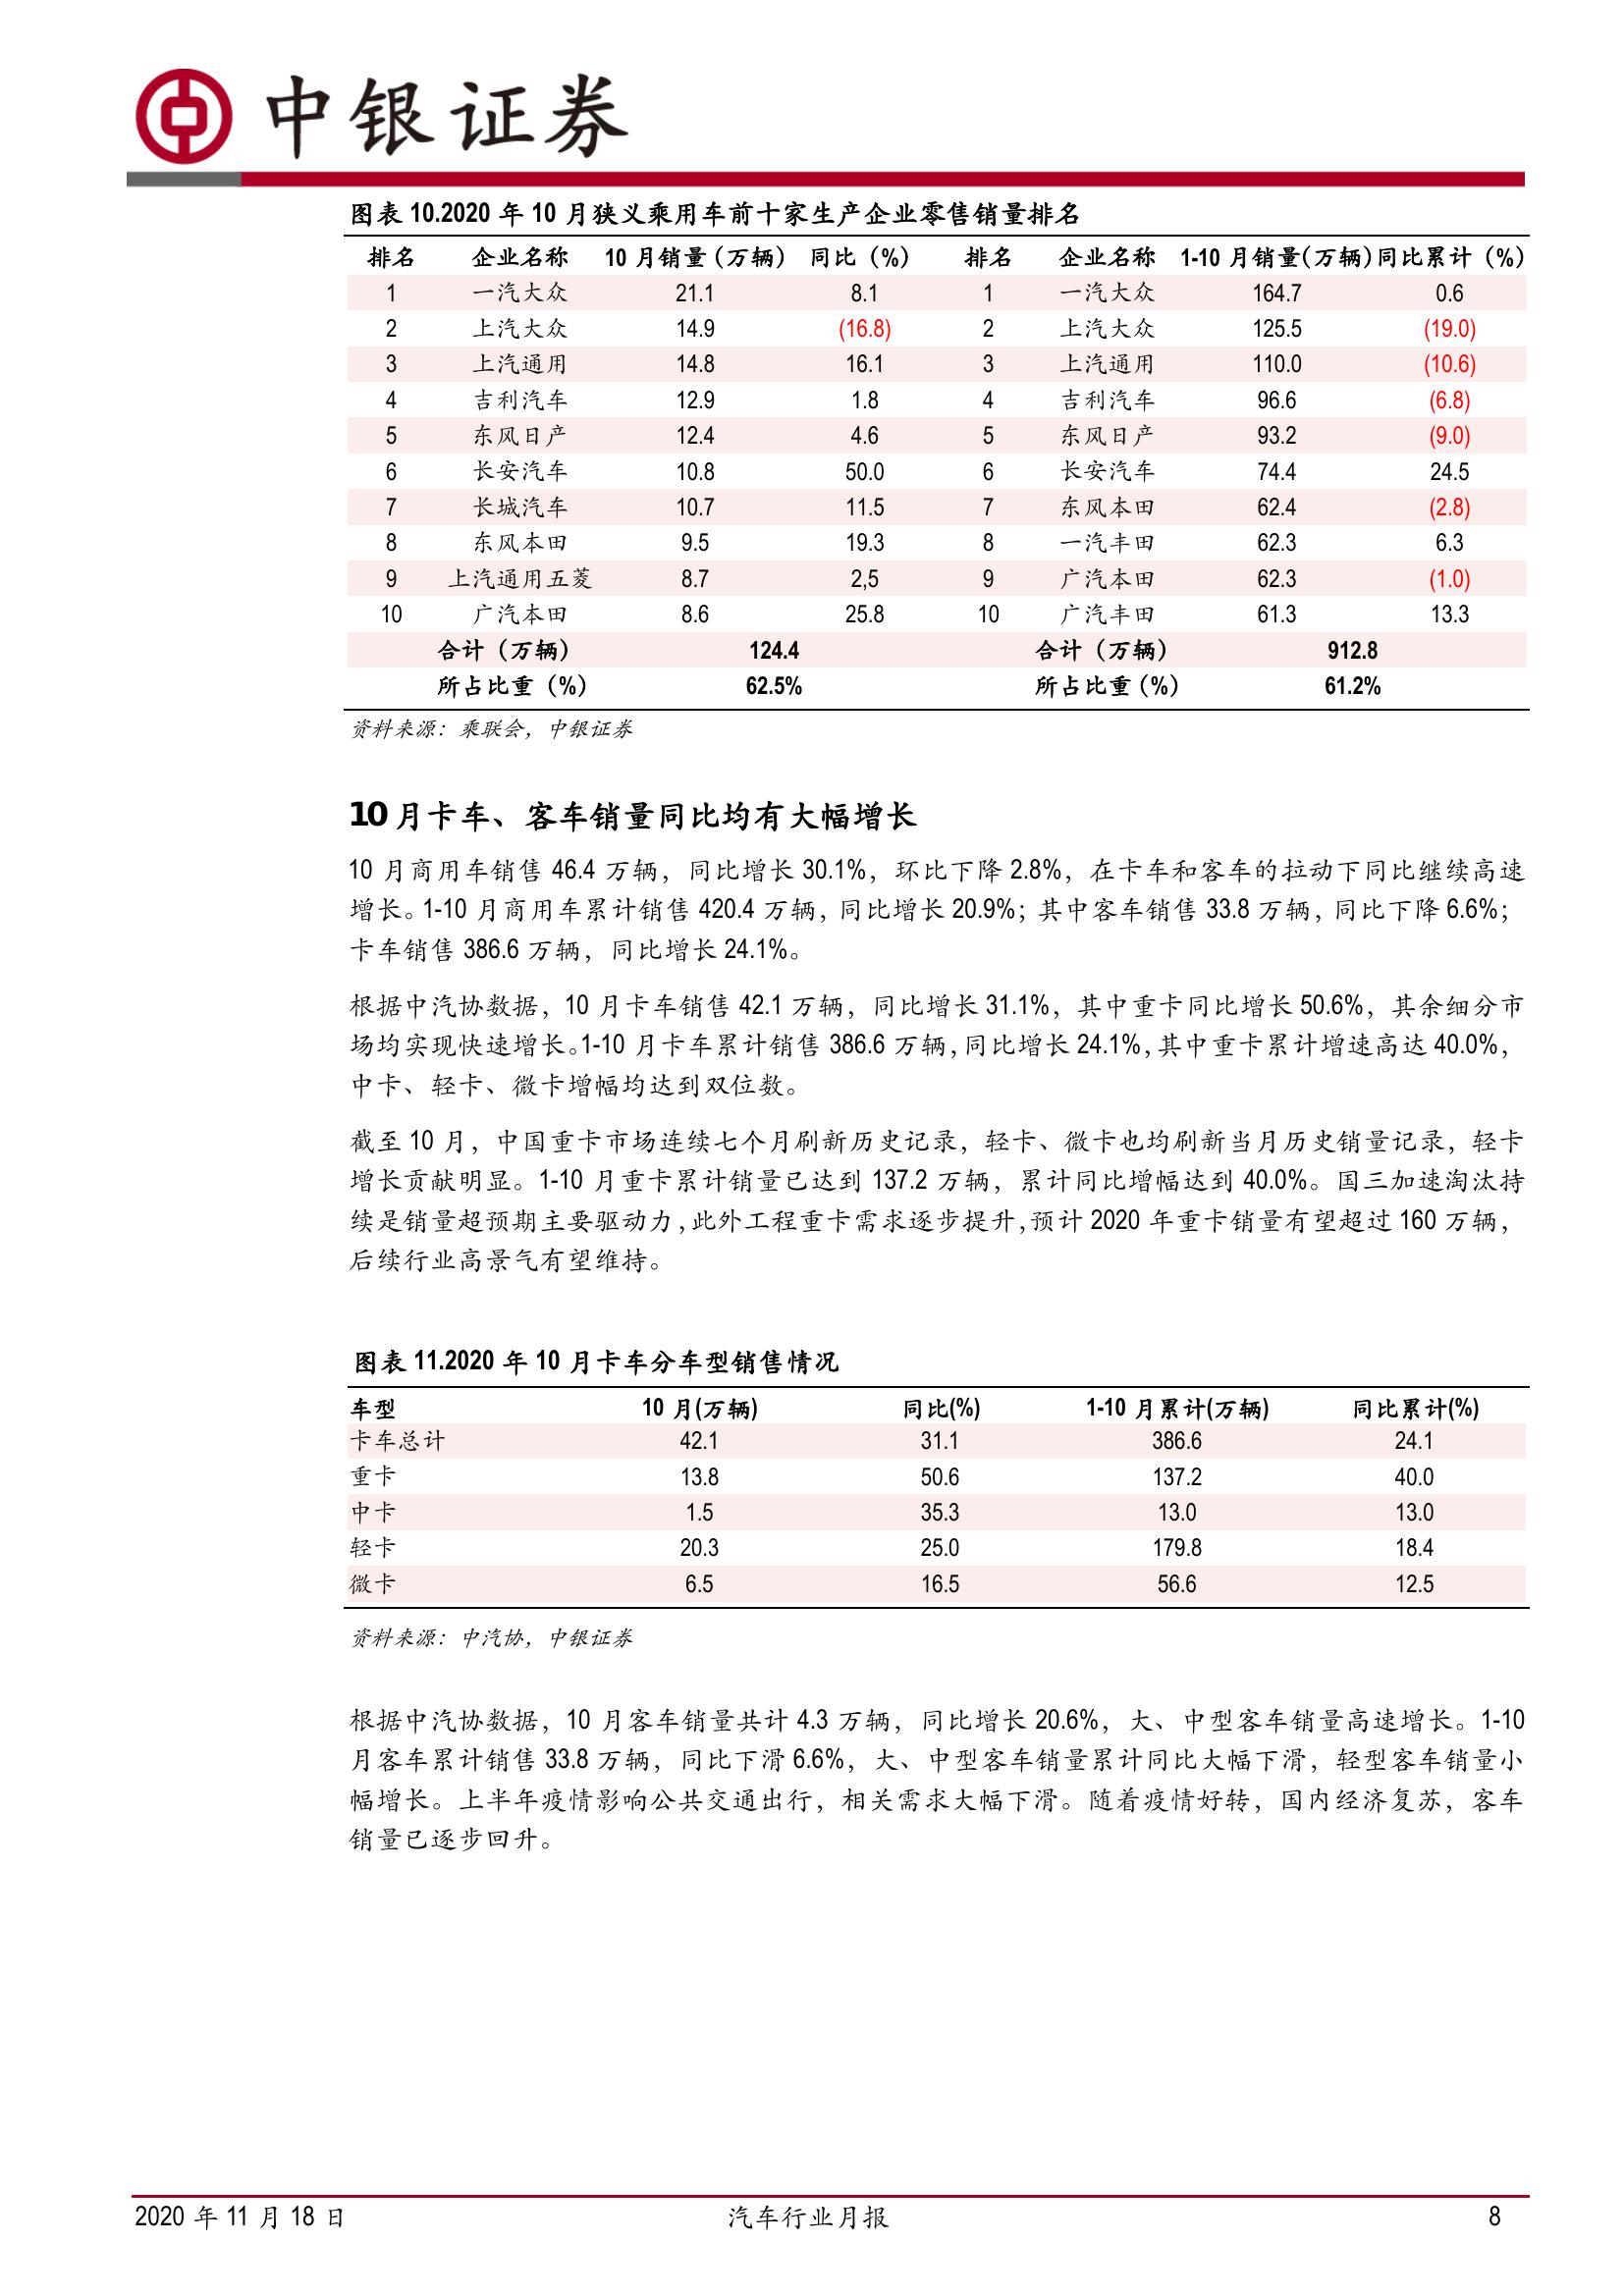 中银证券
图表 10.2020 年 10 月狭义乘用车前十家生产企业零售销量排名
排名 企业名称 10 月销量（万辆） 同比（%） 排名 企业名称 1-10 月销量(万辆) 同比累计（%）
1 一汽大众 21.1 8.1 1 一汽大众 164.7 0.6
2 上汽大众 14.9 (16.8) 2 上汽大众 125.5 (19.0)
3 上汽通用 14.8 16.1 3 上汽通用 110.0 (10.6)
4 吉利汽车 12.9 1.8 4 吉利汽车 96.6 (6.8)
5 东风日产 12.4 4.6 5 东风日产 93.2 (9.0)
6 长安汽车 10.8 50.0 6 长安汽车 74.4 24.5
7 长城汽车 10.7 11.5 7 东风本田 62.4 (2.8)
8 东风本田 9.5 19.3 8 一汽丰田 62.3 6.3
9 上汽通用五菱 8.7 2,5 9 广汽本田 62.3 (1.0)
10 广汽本田 8.6 25.8 10 广汽丰田 61.3 13.3
合计（万辆） 124.4 合计（万辆） 912.8
所占比重（%） 62.5% 所占比重（%） 61.2%
资料来源：乘联会，中银证券
10 月卡车、客车销量同比均有大幅增长
10 月商用车销售 46.4 万辆，同比增长 30.1%，环比下降 2.8%，在卡车和客车的拉动下同比继续高速
增长。1-10 月商用车累计销售 420.4 万辆，同比增长 20.9%；其中客车销售 33.8 万辆，同比下降 6.6%；
卡车销售 386.6 万辆，同比增长 24.1%。
根据中汽协数据，10 月卡车销售 42.1 万辆，同比增长 31.1%，其中重卡同比增长 50.6%，其余细分市
场均实现快速增长。1-10 月卡车累计销售 386.6 万辆，同比增长 24.1%，其中重卡累计增速高达 40.0%，
中卡、轻卡、微卡增幅均达到双位数。
截至 10 月，中国重卡市场连续七个月刷新历史记录，轻卡、微卡也均刷新当月历史销量记录，轻卡
增长贡献明显。1-10 月重卡累计销量已达到 137.2 万辆，累计同比增幅达到 40.0%。国三加速淘汰持
续是销量超预期主要驱动力，此外工程重卡需求逐步提升，预计 2020 年重卡销量有望超过 160 万辆，
后续行业高景气有望维持。
图表 11.2020 年 10 月卡车分车型销售情况
车型 10 月(万辆) 同比(%) 1-10 月累计(万辆) 同比累计(%)
卡车总计 42.1 31.1 386.6 24.1
重卡 13.8 50.6 137.2 40.0
中卡 1.5 35.3 13.0 13.0
轻卡 20.3 25.0 179.8 18.4
微卡 6.5 16.5 56.6 12.5
资料来源：中汽协，中银证券
根据中汽协数据，10 月客车销量共计 4.3 万辆，同比增长 20.6%，大、中型客车销量高速增长。1-10
月客车累计销售 33.8 万辆，同比下滑 6.6%，大、中型客车销量累计同比大幅下滑，轻型客车销量小
幅增长。上半年疫情影响公共交通出行，相关需求大幅下滑。随着疫情好转，国内经济复苏，客车
销量已逐步回升。
2020 年 11 月 18 日 汽车行业月报 8